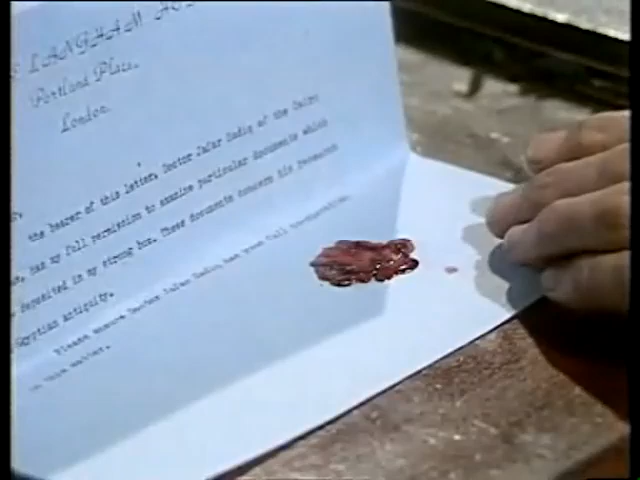 LANGHAM
Portland Place.
London.
the bearer of this letter, Doctor Jafar Sadiq of the Cairo
has my full permission to examine particular documents which
deposited in my strong box. These documents concern his research
Egyptian Antiquity.
Please ensure Doctor Jafar Sadiq has your full
in this matter.